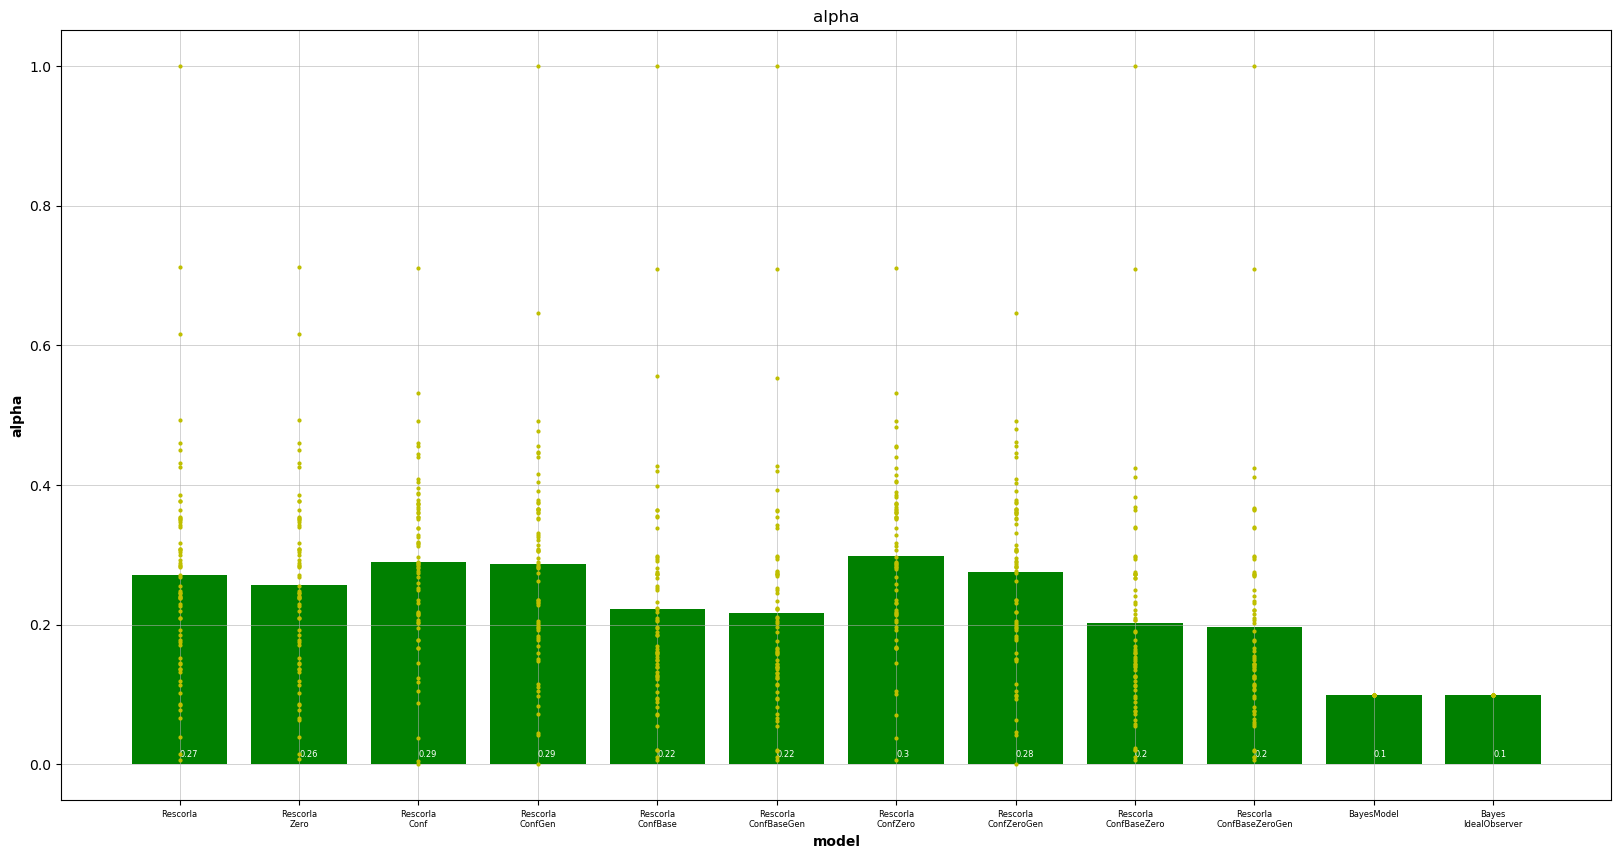 alpha
1.0
0.8
0.6
0.4
0.2
0.0
alpha
0.27
0.26
0.29
0.29
0.22
0.22
0.3
0.28
0.2
0.2
0.1
0.1
Rescorla
Rescorla
Zero
Rescorla
Conf
Rescorla
ConfGen
Rescorla
ConfBase
Rescorla
ConfBaseGen
Rescorla
ConfZero
Rescorla
ConfZeroGen
Rescorla
ConfBaseZero
Rescorla
ConfBaseZeroGen
BayesModel
Bayes
IdealObserver
model